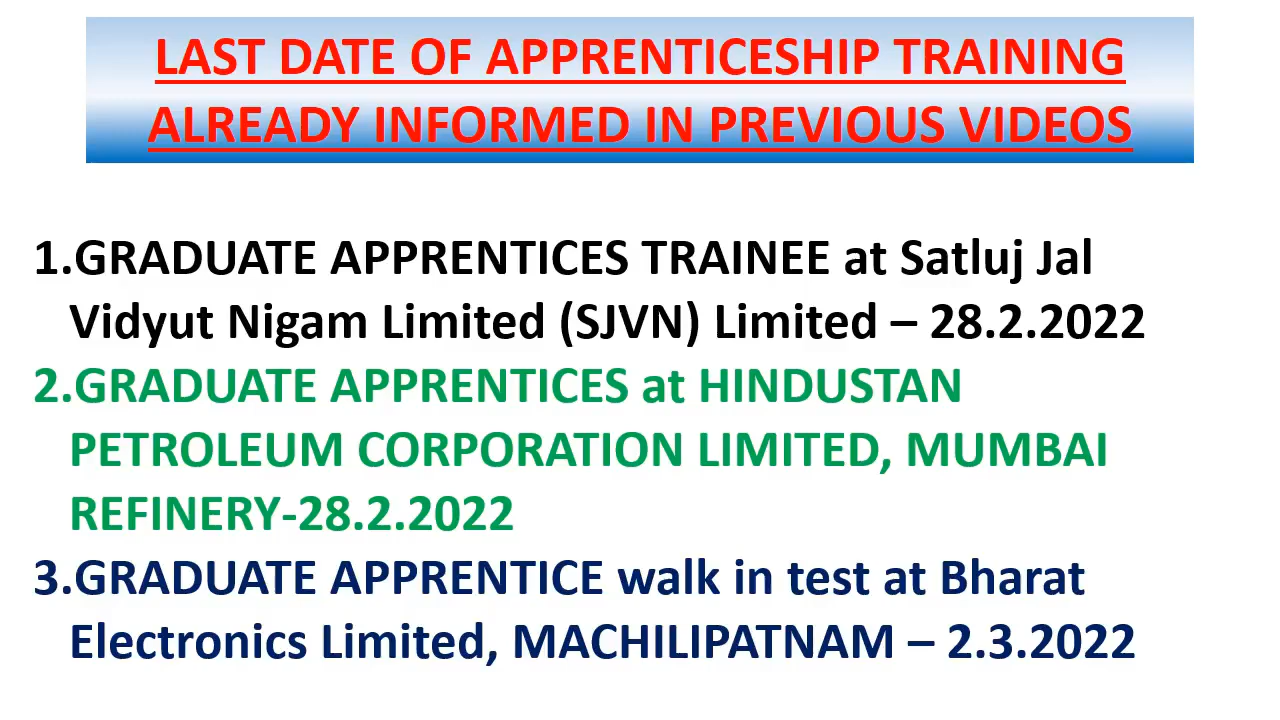 LAST DATE OF APPRENTICESHIP TRAINING
ALREADY INFORMED IN PREVIOUS VIDEOS
1.GRADUATE APPRENTICES TRAINEE at Satluj Jal
Vidyut Nigam Limited (SJVN) Limited – 28.2.2022
2.GRADUATE APPRENTICES at HINDUSTAN
PETROLEUM CORPORATION LIMITED, MUMBAI
REFINERY-28.2.2022
3.GRADUATE APPRENTICE walk in test at Bharat
Electronics Limited, MACHILIPATNAM – 2.3.2022